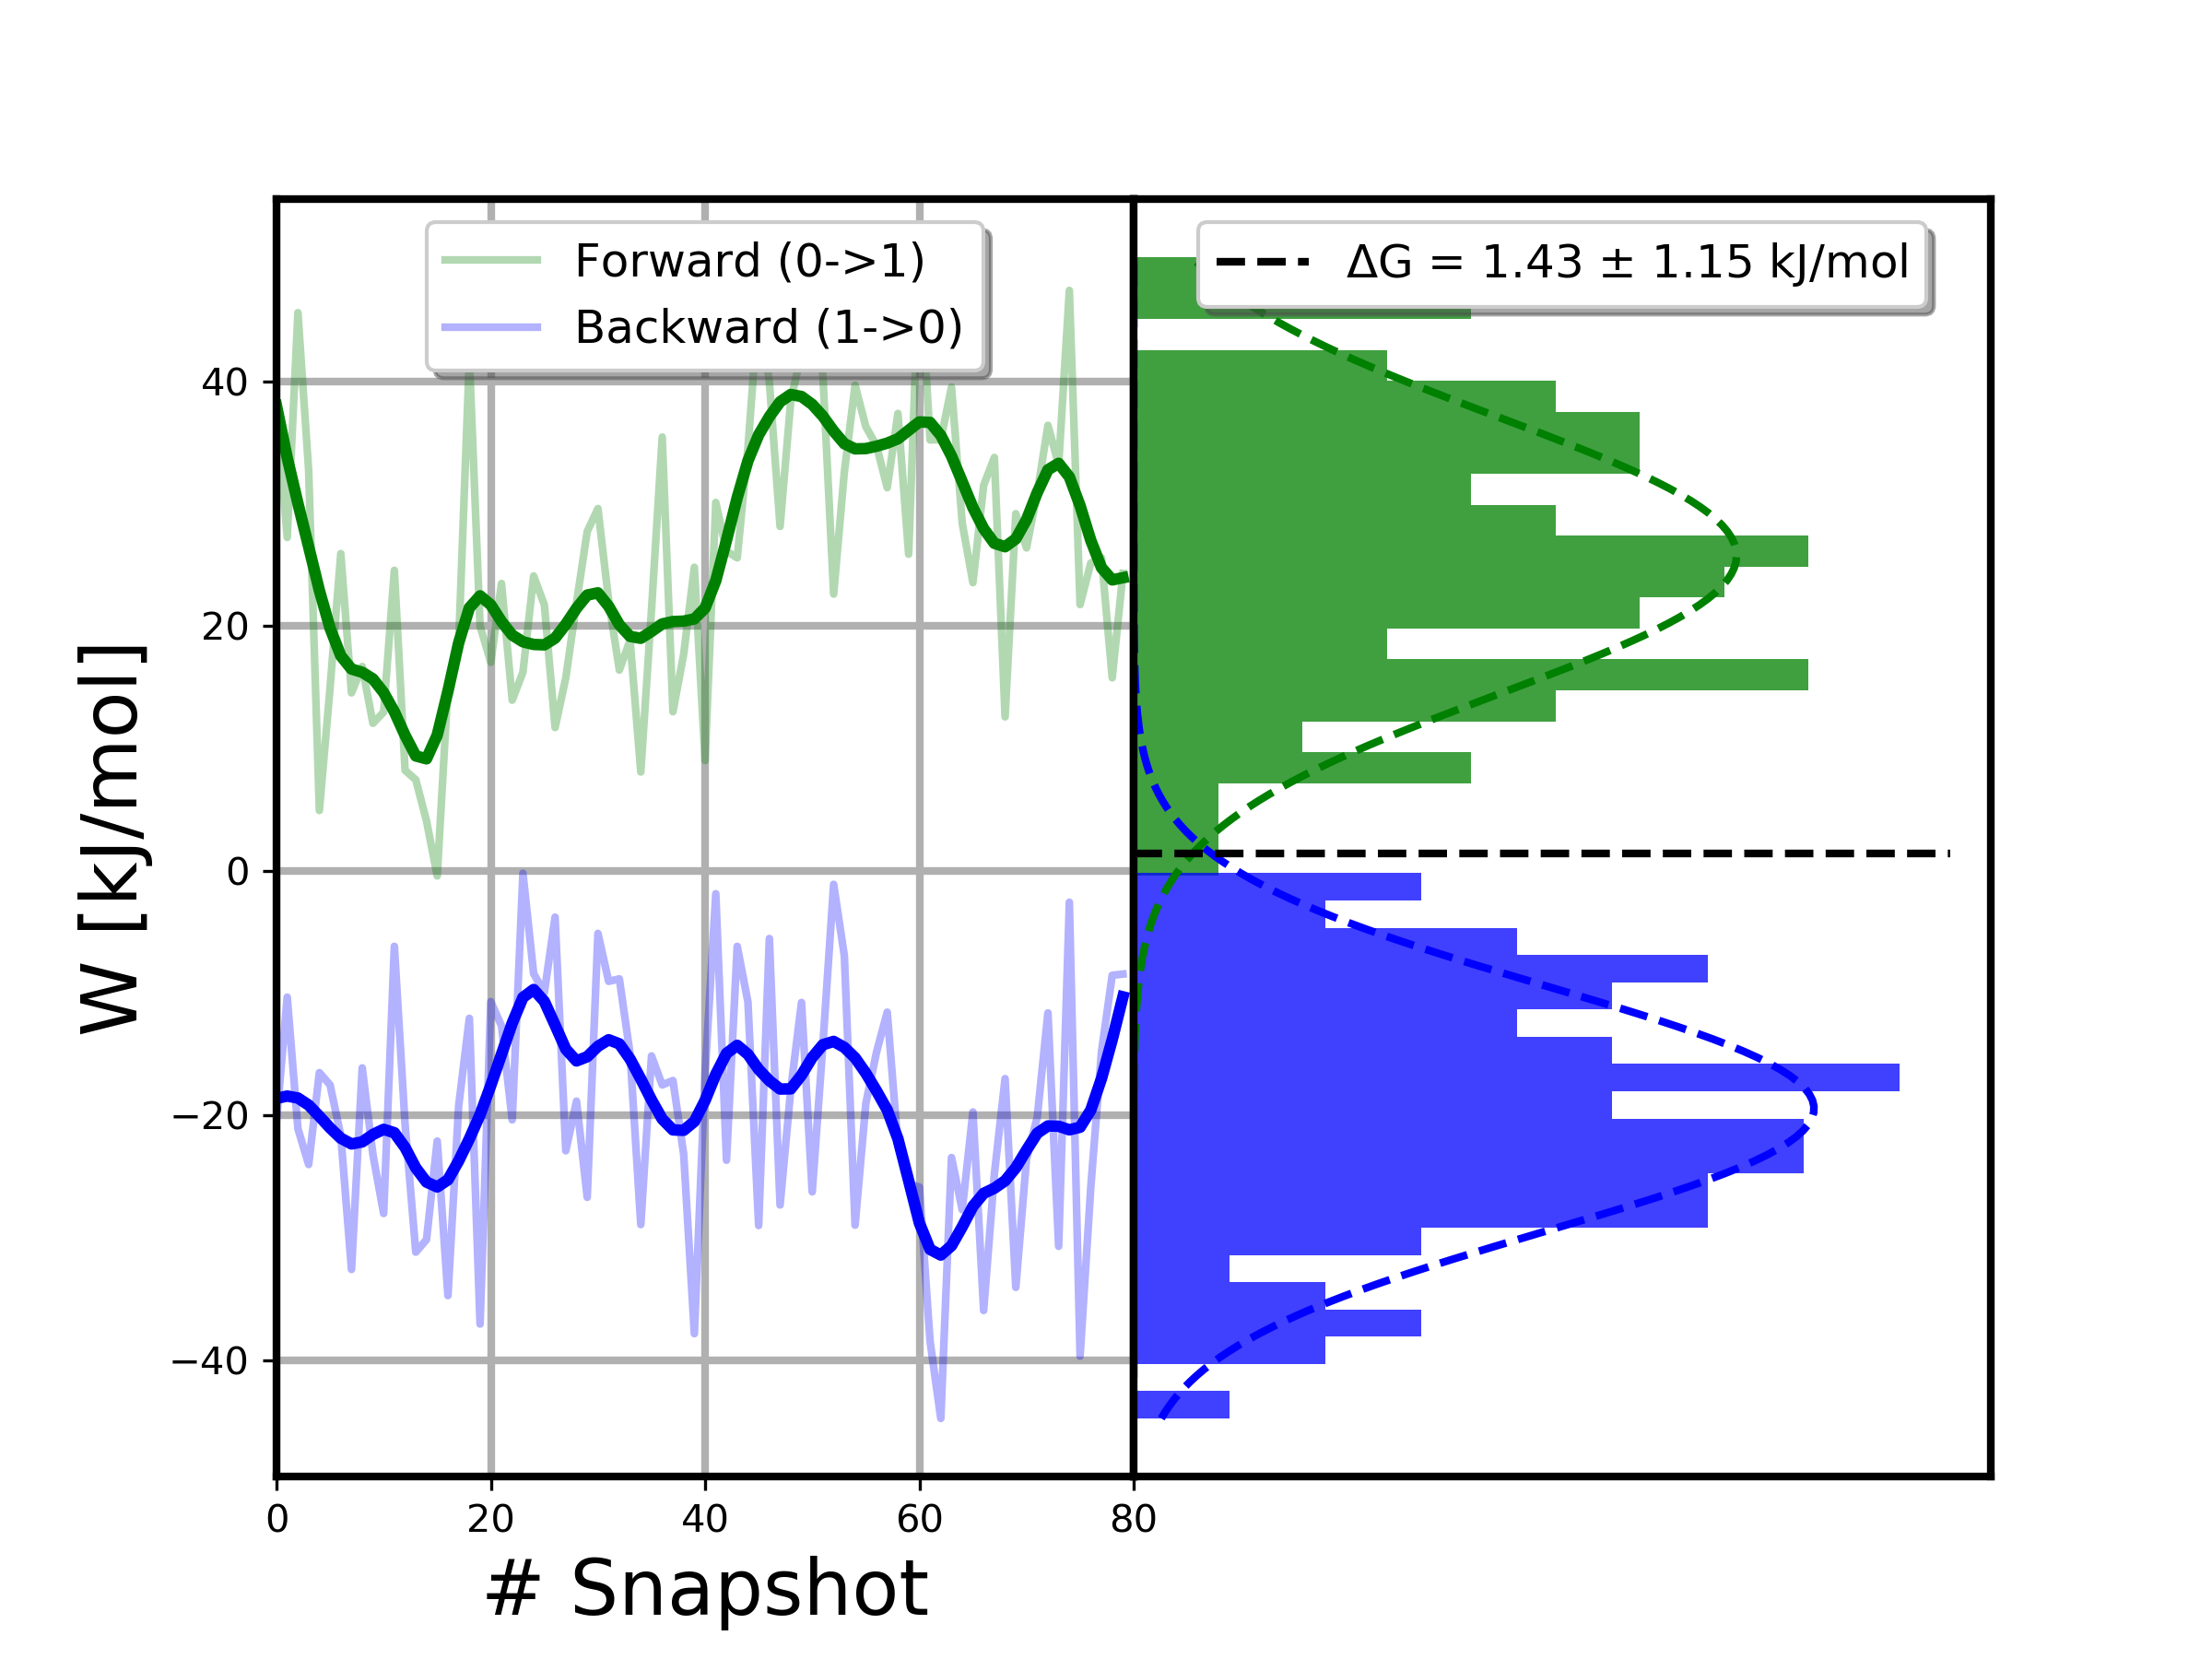 Forward (0->1)
Backward (1->0)
ΔG = 1.43 ± 1.15 kJ/mol
W [kJ/mol]
40
20
0
−20
−40
0 20 40 60 80
# Snapshot